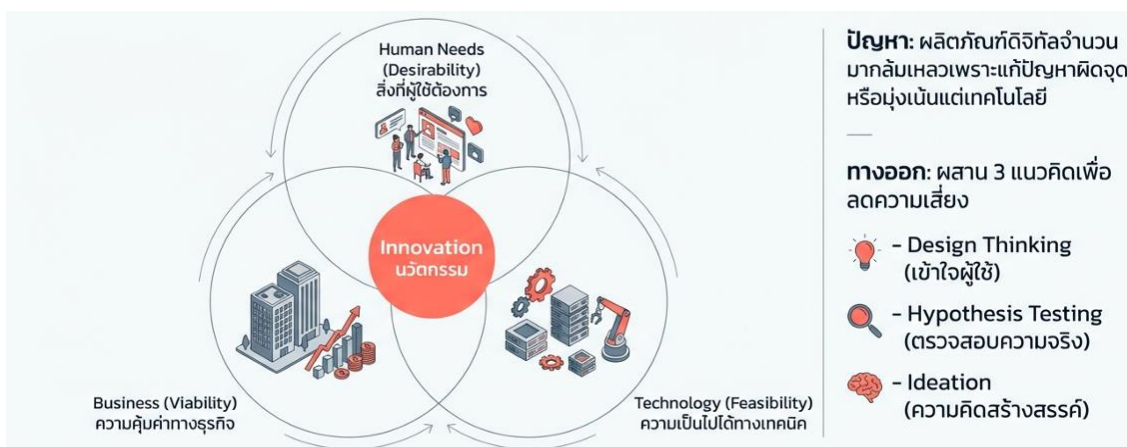 Human Needs
(Desirability)
สิ่งที่ผู้ใช้ต้องการ
Innovation
นวัตกรรม
Business (Viability)
ความคุ้มค่าทางธุรกิจ
Technology (Feasibility)
ความเป็นไปได้ทางเทคนิค
ปัญหา: ผลิตภัณฑ์ดิจิทัลจำนวน
มากล้มเหลวเพราะแก้ปัญหาผิดจุด
หรือมุ่งเน้นแต่เทคโนโลยี
ทางออก: ผสาน 3 แนวคิดเพื่อ
ลดความเสี่ยง
– Design Thinking
(เข้าใจผู้ใช้)
– Hypothesis Testing
(ตรวจสอบความจริง)
– Ideation
(ความคิดสร้างสรรค์)